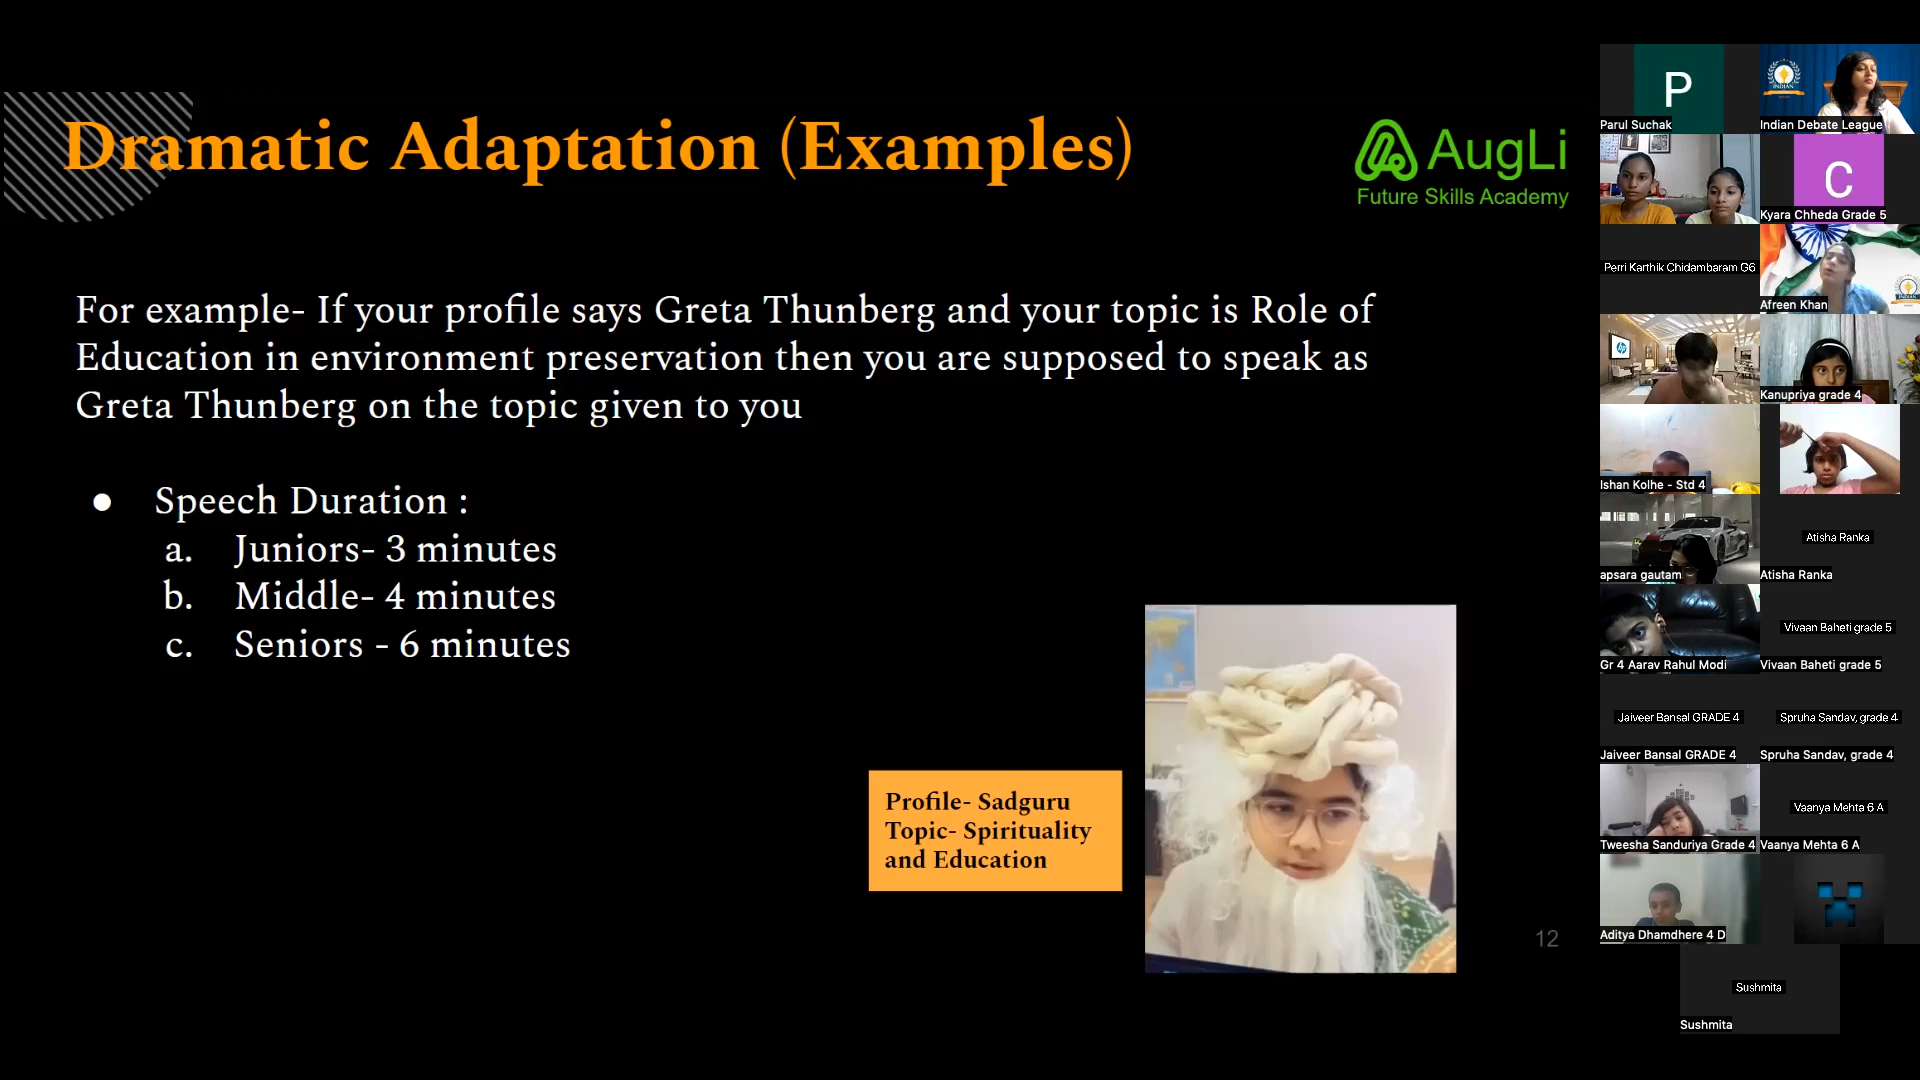 Dramatic Adaptation (Examples)
AugLi
Future Skills Academy
For example- If your profile says Greta Thunberg and your topic is Role of
Education in environment preservation then you are supposed to speak as
Greta Thunberg on the topic given to you
● Speech Duration :
a. Juniors- 3 minutes
b. Middle- 4 minutes
c. Seniors - 6 minutes
Profile- Sadguru
Topic- Spirituality
and Education
12
P
Parul Suchak
INDIAN
Indian Debate League
C
Kyara Chheda Grade 5
Perri Karthik Chidambaram G6
Afreen Khan
hp
Kanupriya grade 4
Ishan Kolhe - Std 4
apsara gautam
Atisha Ranka
Atisha Ranka
Gr 4 Aarav Rahul Modi
Vivaan Baheti grade 5
Vivaan Baheti grade 5
Jaiveer Bansal GRADE 4
Jaiveer Bansal GRADE 4
Spruha Sandav, grade 4
Spruha Sandav, grade 4
Tweesha Sanduriya Grade 4
Vaanya Mehta 6 A
Vaanya Mehta 6 A
Aditya Dhamdhere 4 D
Sushmita
Sushmita